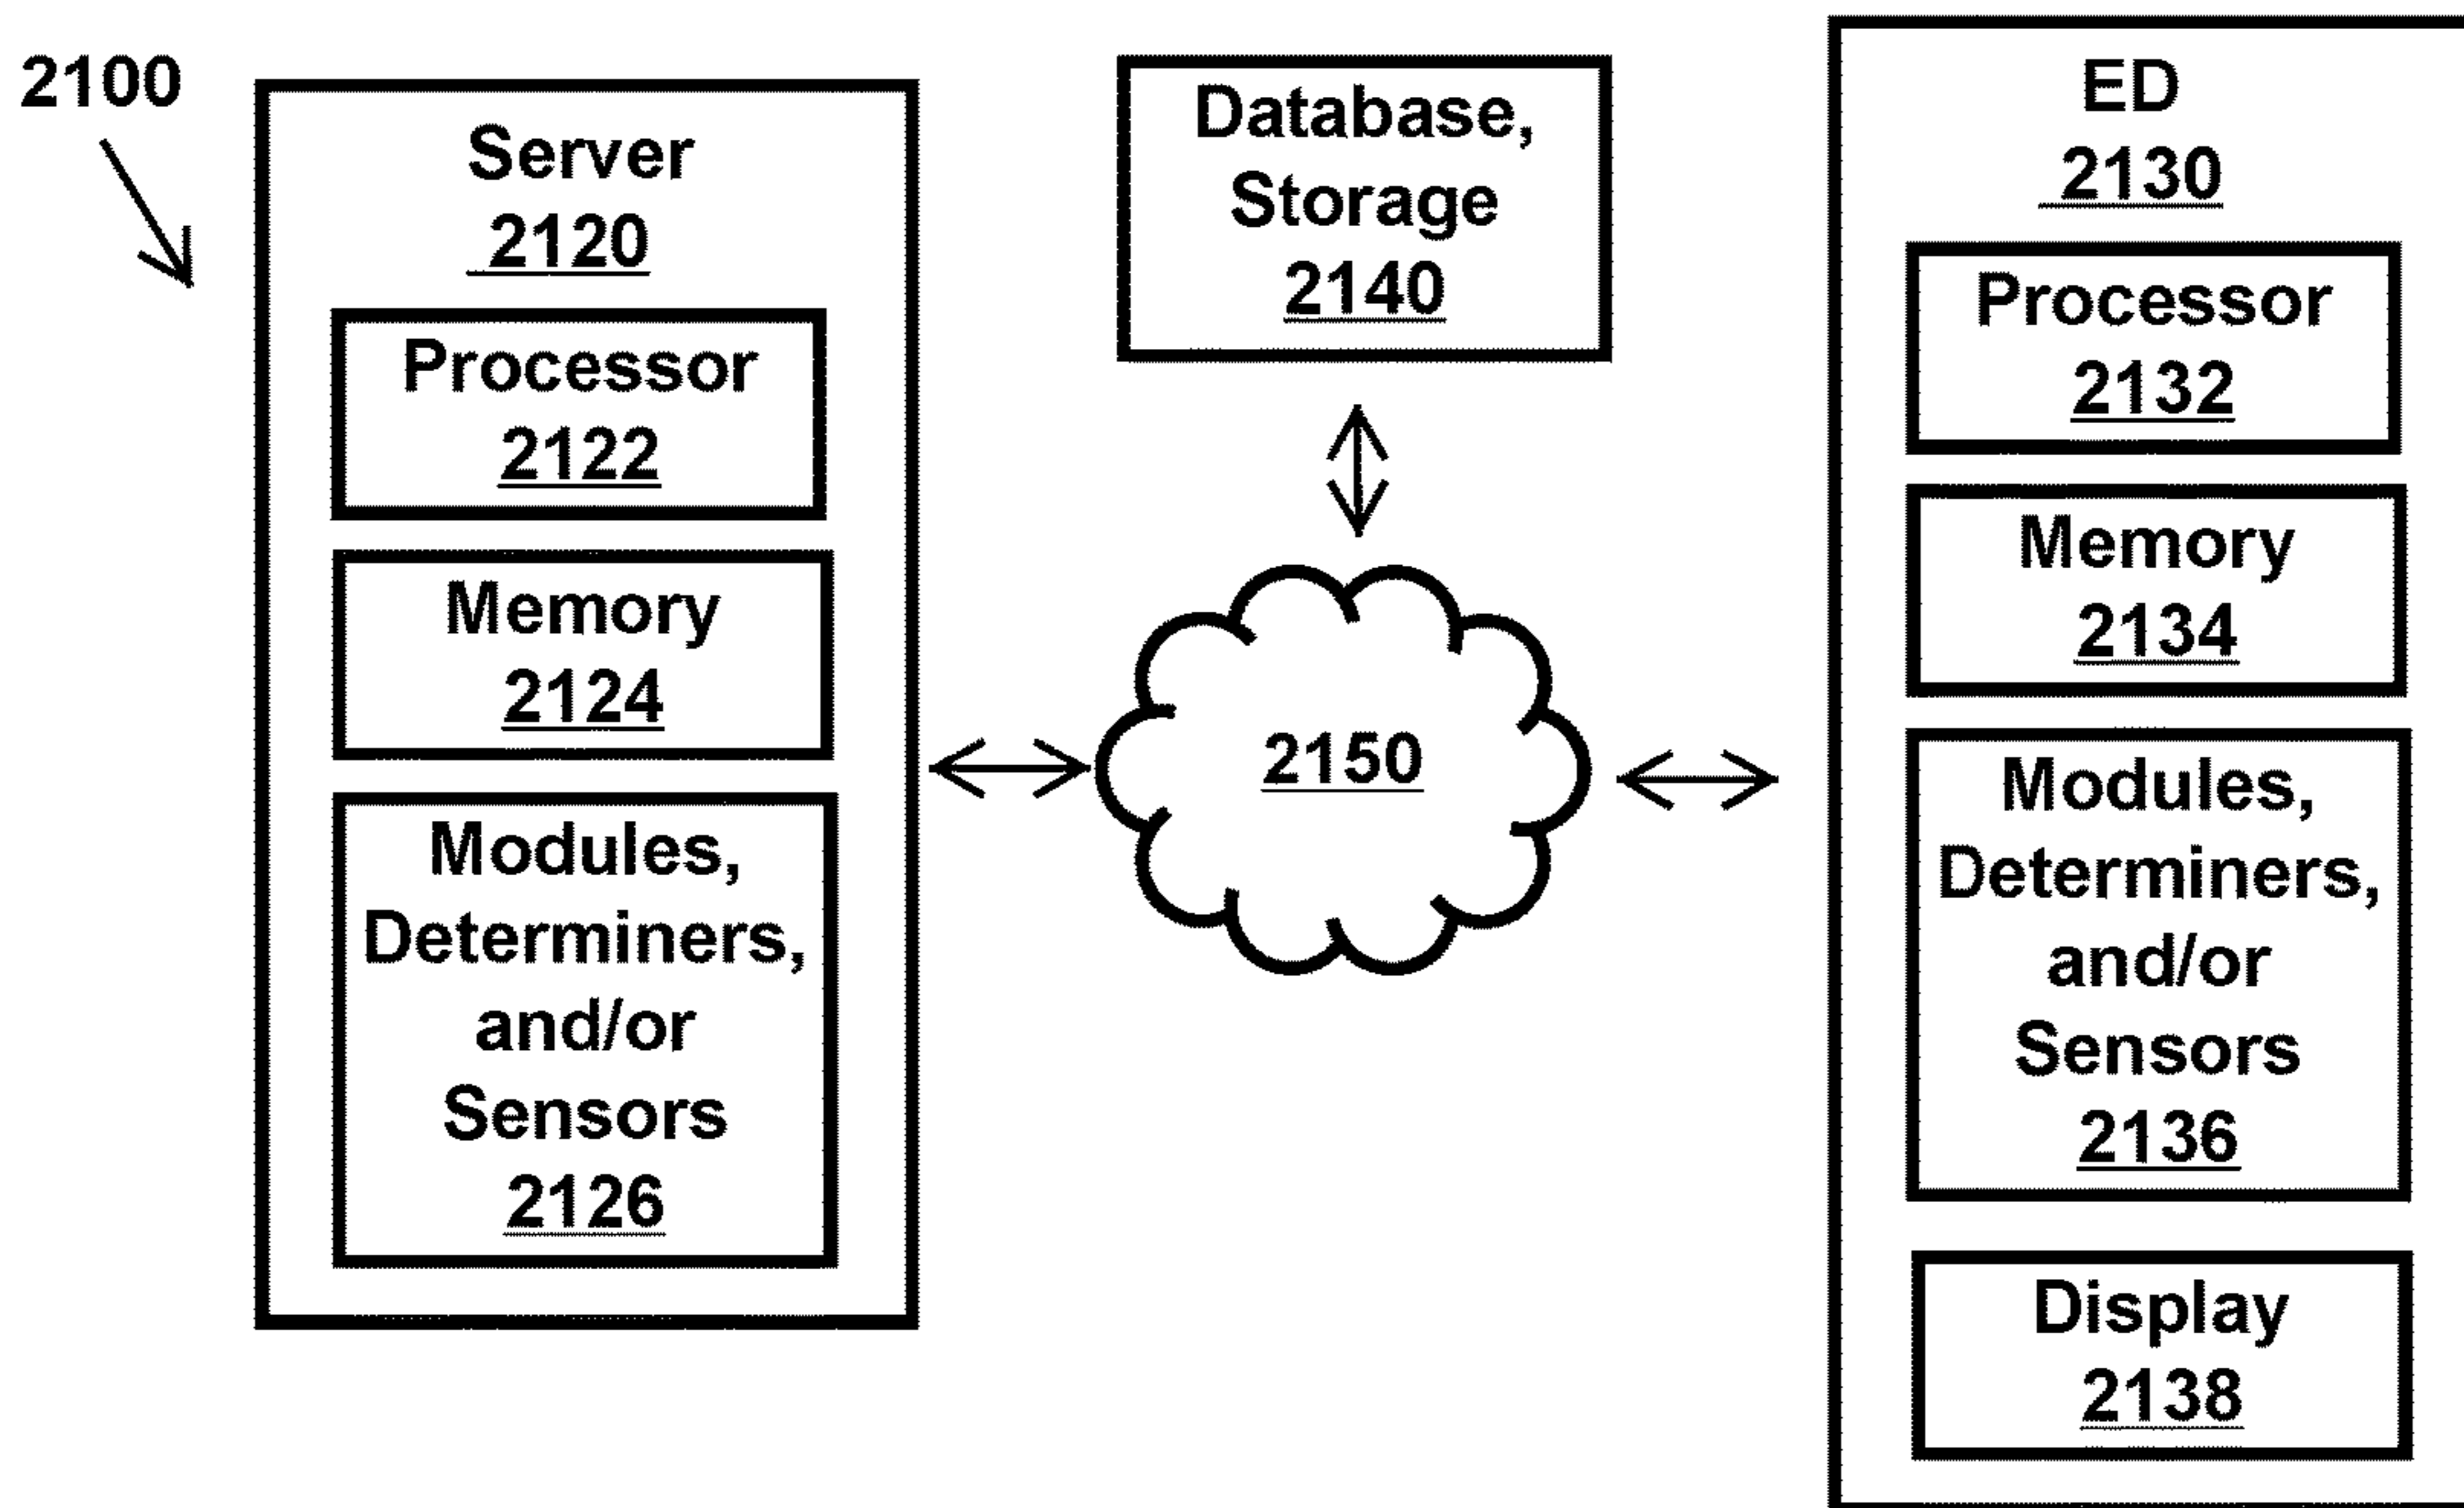 2100
Server
2120
Processor
2122
Memory
2124
Modules,
Determiners,
and/or
Sensors
2126
Database,
Storage
2140
2150
ED
2130
Processor
2132
Memory
2134
Modules,
Determiners,
and/or
Sensors
2136
Display
2138